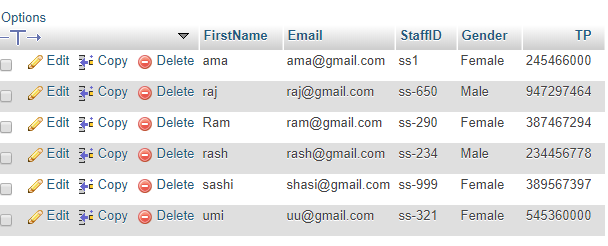 Options
FirstName Email StaffID Gender TP
Edit Copy Delete ama ama@gmail.com ss1 Female 245466000
Edit Copy Delete raj raj@gmail.com ss-650 Male 947297464
Edit Copy Delete Ram ram@gmail.com ss-290 Female 387467294
Edit Copy Delete rash rash@gmail.com ss-234 Male 234456778
Edit Copy Delete sashi shasi@gmail.com ss-999 Female 389567397
Edit Copy Delete umi uu@gmail.com ss-321 Female 545360000